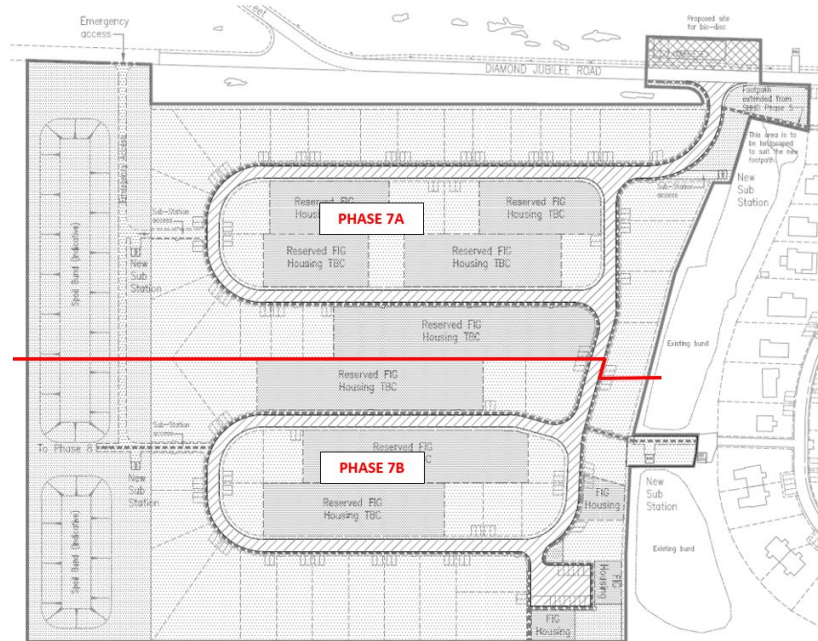 Emergency
access
Proposed site
for bio-disc
DIAMOND JUBILEE ROAD
Footpath
extended from
This area is to
be landscaped
to suit the new
footpath.
Emergency Access
Sub-Station
access
New
Sub
Station
Reserved FIG
Housing TBC
Reserved FIG
Housing TBC
PHASE 7A
Reserved FIG
Housing TBC
Reserved FIG
Housing TBC
Sub-Station
access
New
Sub
Station
Spoil Bund (Indicative)
Reserved FIG
Housing TBC
Existing bund
Reserved FIG
Housing TBC
Sub-Station
access
To Phase 8
New
Sub
Station
Reserved FIG
PHASE 7B
Reserved FIG
Housing TBC
FIG
Housing
New
Sub
Station
Spoil Bund (Indicative)
Existing bund
FIG
Housing
FIG
Housing